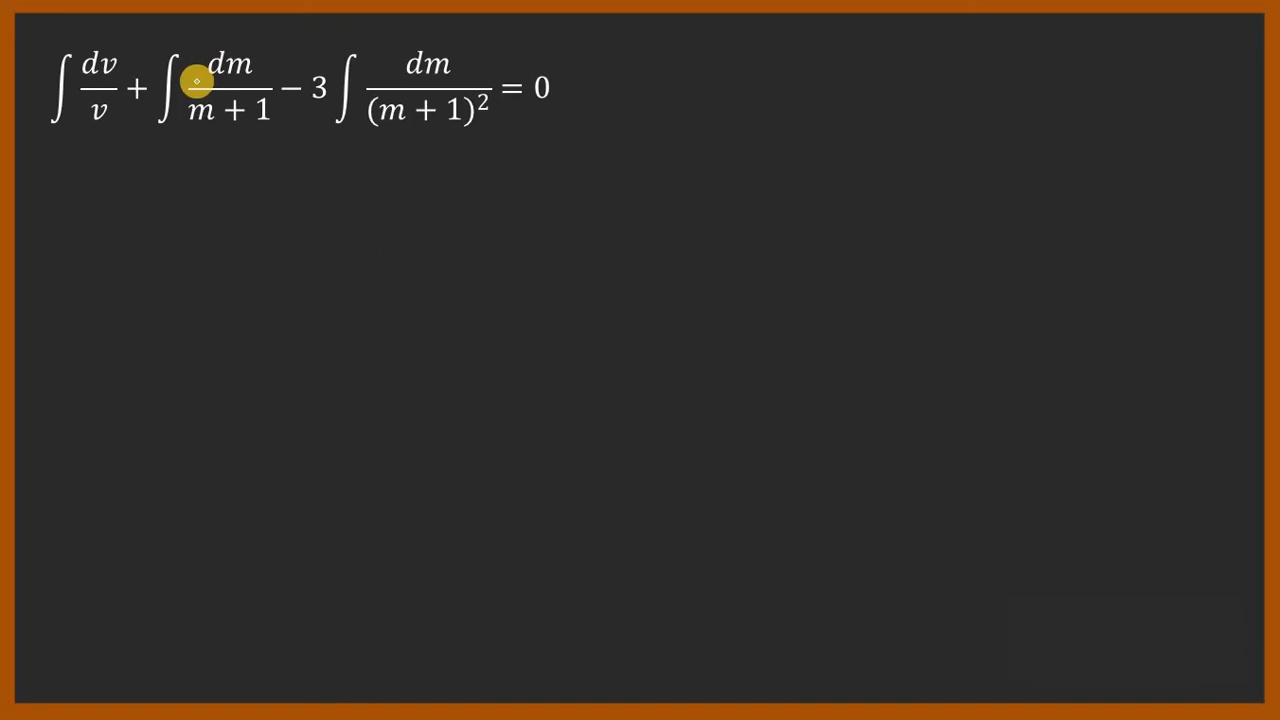 ∫ dv/v + ∫ dm/(m + 1) − 3 ∫ dm/(m + 1)² = 0